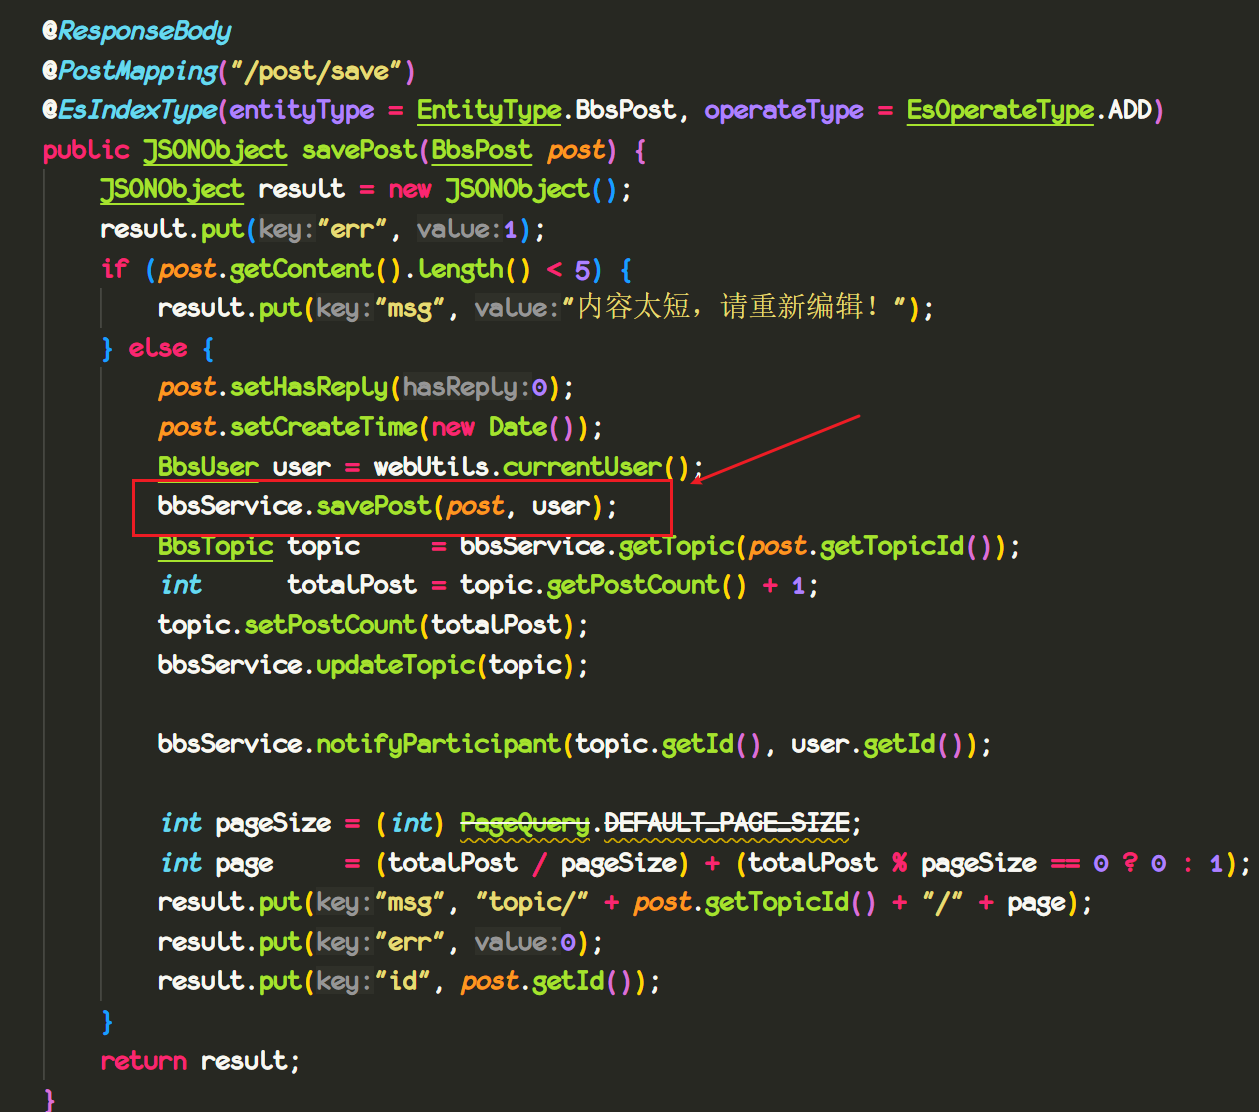 @ResponseBody
@PostMapping("/post/save")
@EsIndexType(entityType = EntityType.BbsPost, operateType = EsOperateType.ADD)
public JSONObject savePost(BbsPost post) {
JSONObject result = new JSONObject();
result.put(key:"err", value:1);
if (post.getContent().length() < 5) {
result.put(key:"msg", value:"内容太短，请重新编辑！");
} else {
post.setHasReply(hasReply:0);
post.setCreateTime(new Date());
BbsUser user = webUtils.currentUser();
bbsService.savePost(post, user);
BbsTopic topic     = bbsService.getTopic(post.getTopicId());
int      totalPost = topic.getPostCount() + 1;
topic.setPostCount(totalPost);
bbsService.updateTopic(topic);
bbsService.notifyParticipant(topic.getId(), user.getId());
int pageSize = (int) PageQuery.DEFAULT_PAGE_SIZE;
int page     = (totalPost / pageSize) + (totalPost % pageSize == 0 ? 0 : 1);
result.put(key:"msg", "topic/" + post.getTopicId() + "/" + page);
result.put(key:"err", value:0);
result.put(key:"id", post.getId());
}
return result;
}